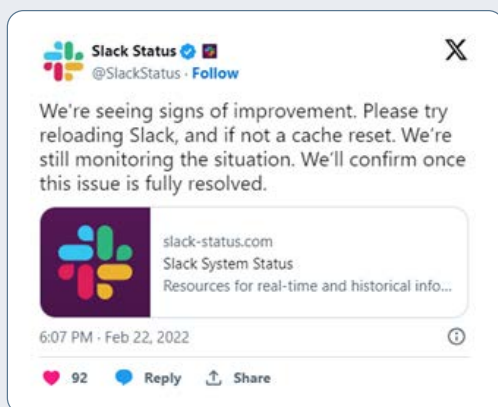 Slack Status
@SlackStatus · Follow
We're seeing signs of improvement. Please try
reloading Slack, and if not a cache reset. We're
still monitoring the situation. We'll confirm once
this issue is fully resolved.
slack-status.com
Slack System Status
Resources for real-time and historical info...
6:07 PM · Feb 22, 2022
92 Reply Share